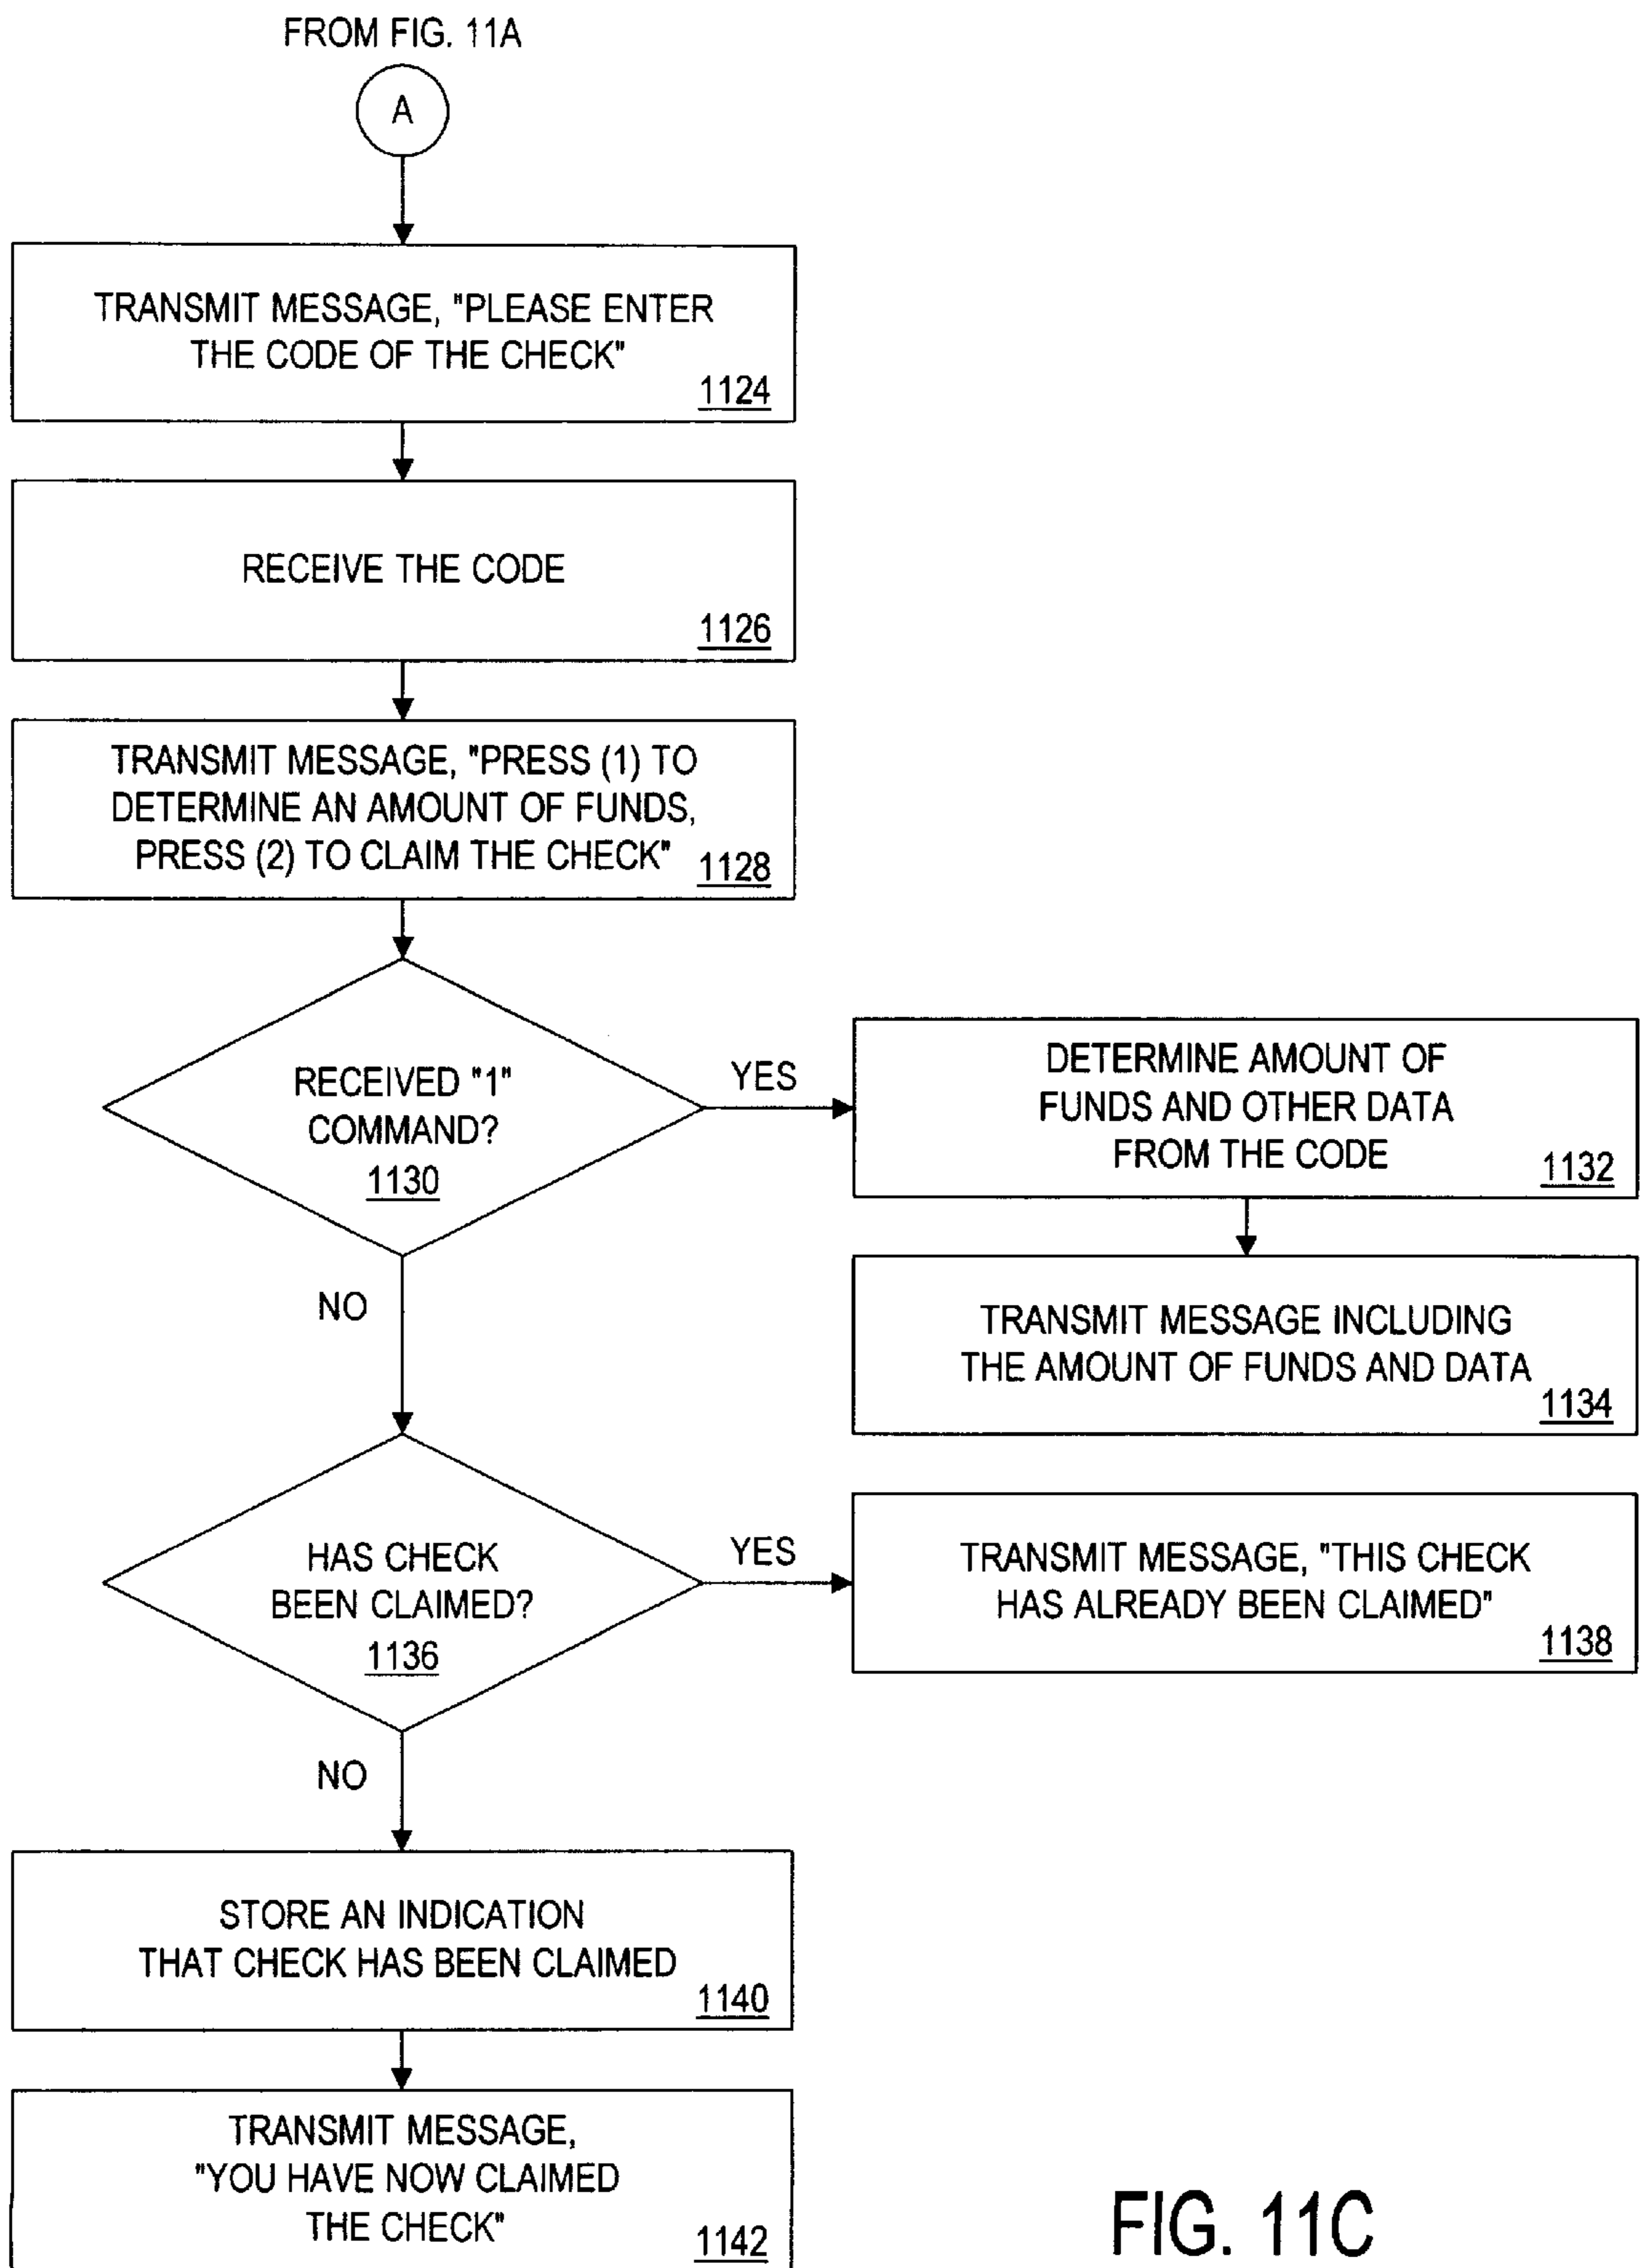 FROM FIG. 11A
A
TRANSMIT MESSAGE, "PLEASE ENTER
THE CODE OF THE CHECK"
1124
RECEIVE THE CODE
1126
TRANSMIT MESSAGE, "PRESS (1) TO
DETERMINE AN AMOUNT OF FUNDS,
PRESS (2) TO CLAIM THE CHECK"
1128
RECEIVED "1"
COMMAND?
1130
YES
DETERMINE AMOUNT OF
FUNDS AND OTHER DATA
FROM THE CODE
1132
TRANSMIT MESSAGE INCLUDING
THE AMOUNT OF FUNDS AND DATA
1134
NO
HAS CHECK
BEEN CLAIMED?
1136
YES
TRANSMIT MESSAGE, "THIS CHECK
HAS ALREADY BEEN CLAIMED"
1138
NO
STORE AN INDICATION
THAT CHECK HAS BEEN CLAIMED
1140
TRANSMIT MESSAGE,
"YOU HAVE NOW CLAIMED
THE CHECK"
1142
FIG. 11C